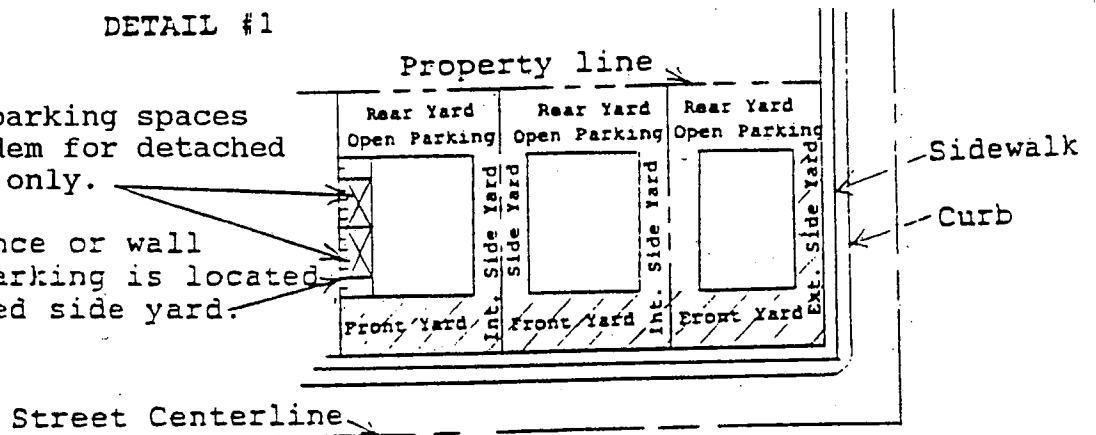 DETAIL #1
Property line
parking spaces
dem for detached
only.
nce or wall
arking is located
ed side yard.
Rear Yard
Open Parking
Rear Yard
Open Parking
Rear Yard
Open Parking
Int. Side Yard
Side Yard
Int. Side Yard
Ext. Side Yard
Front Yard
Front Yard
Front Yard
Sidewalk
Curb
Street Centerline